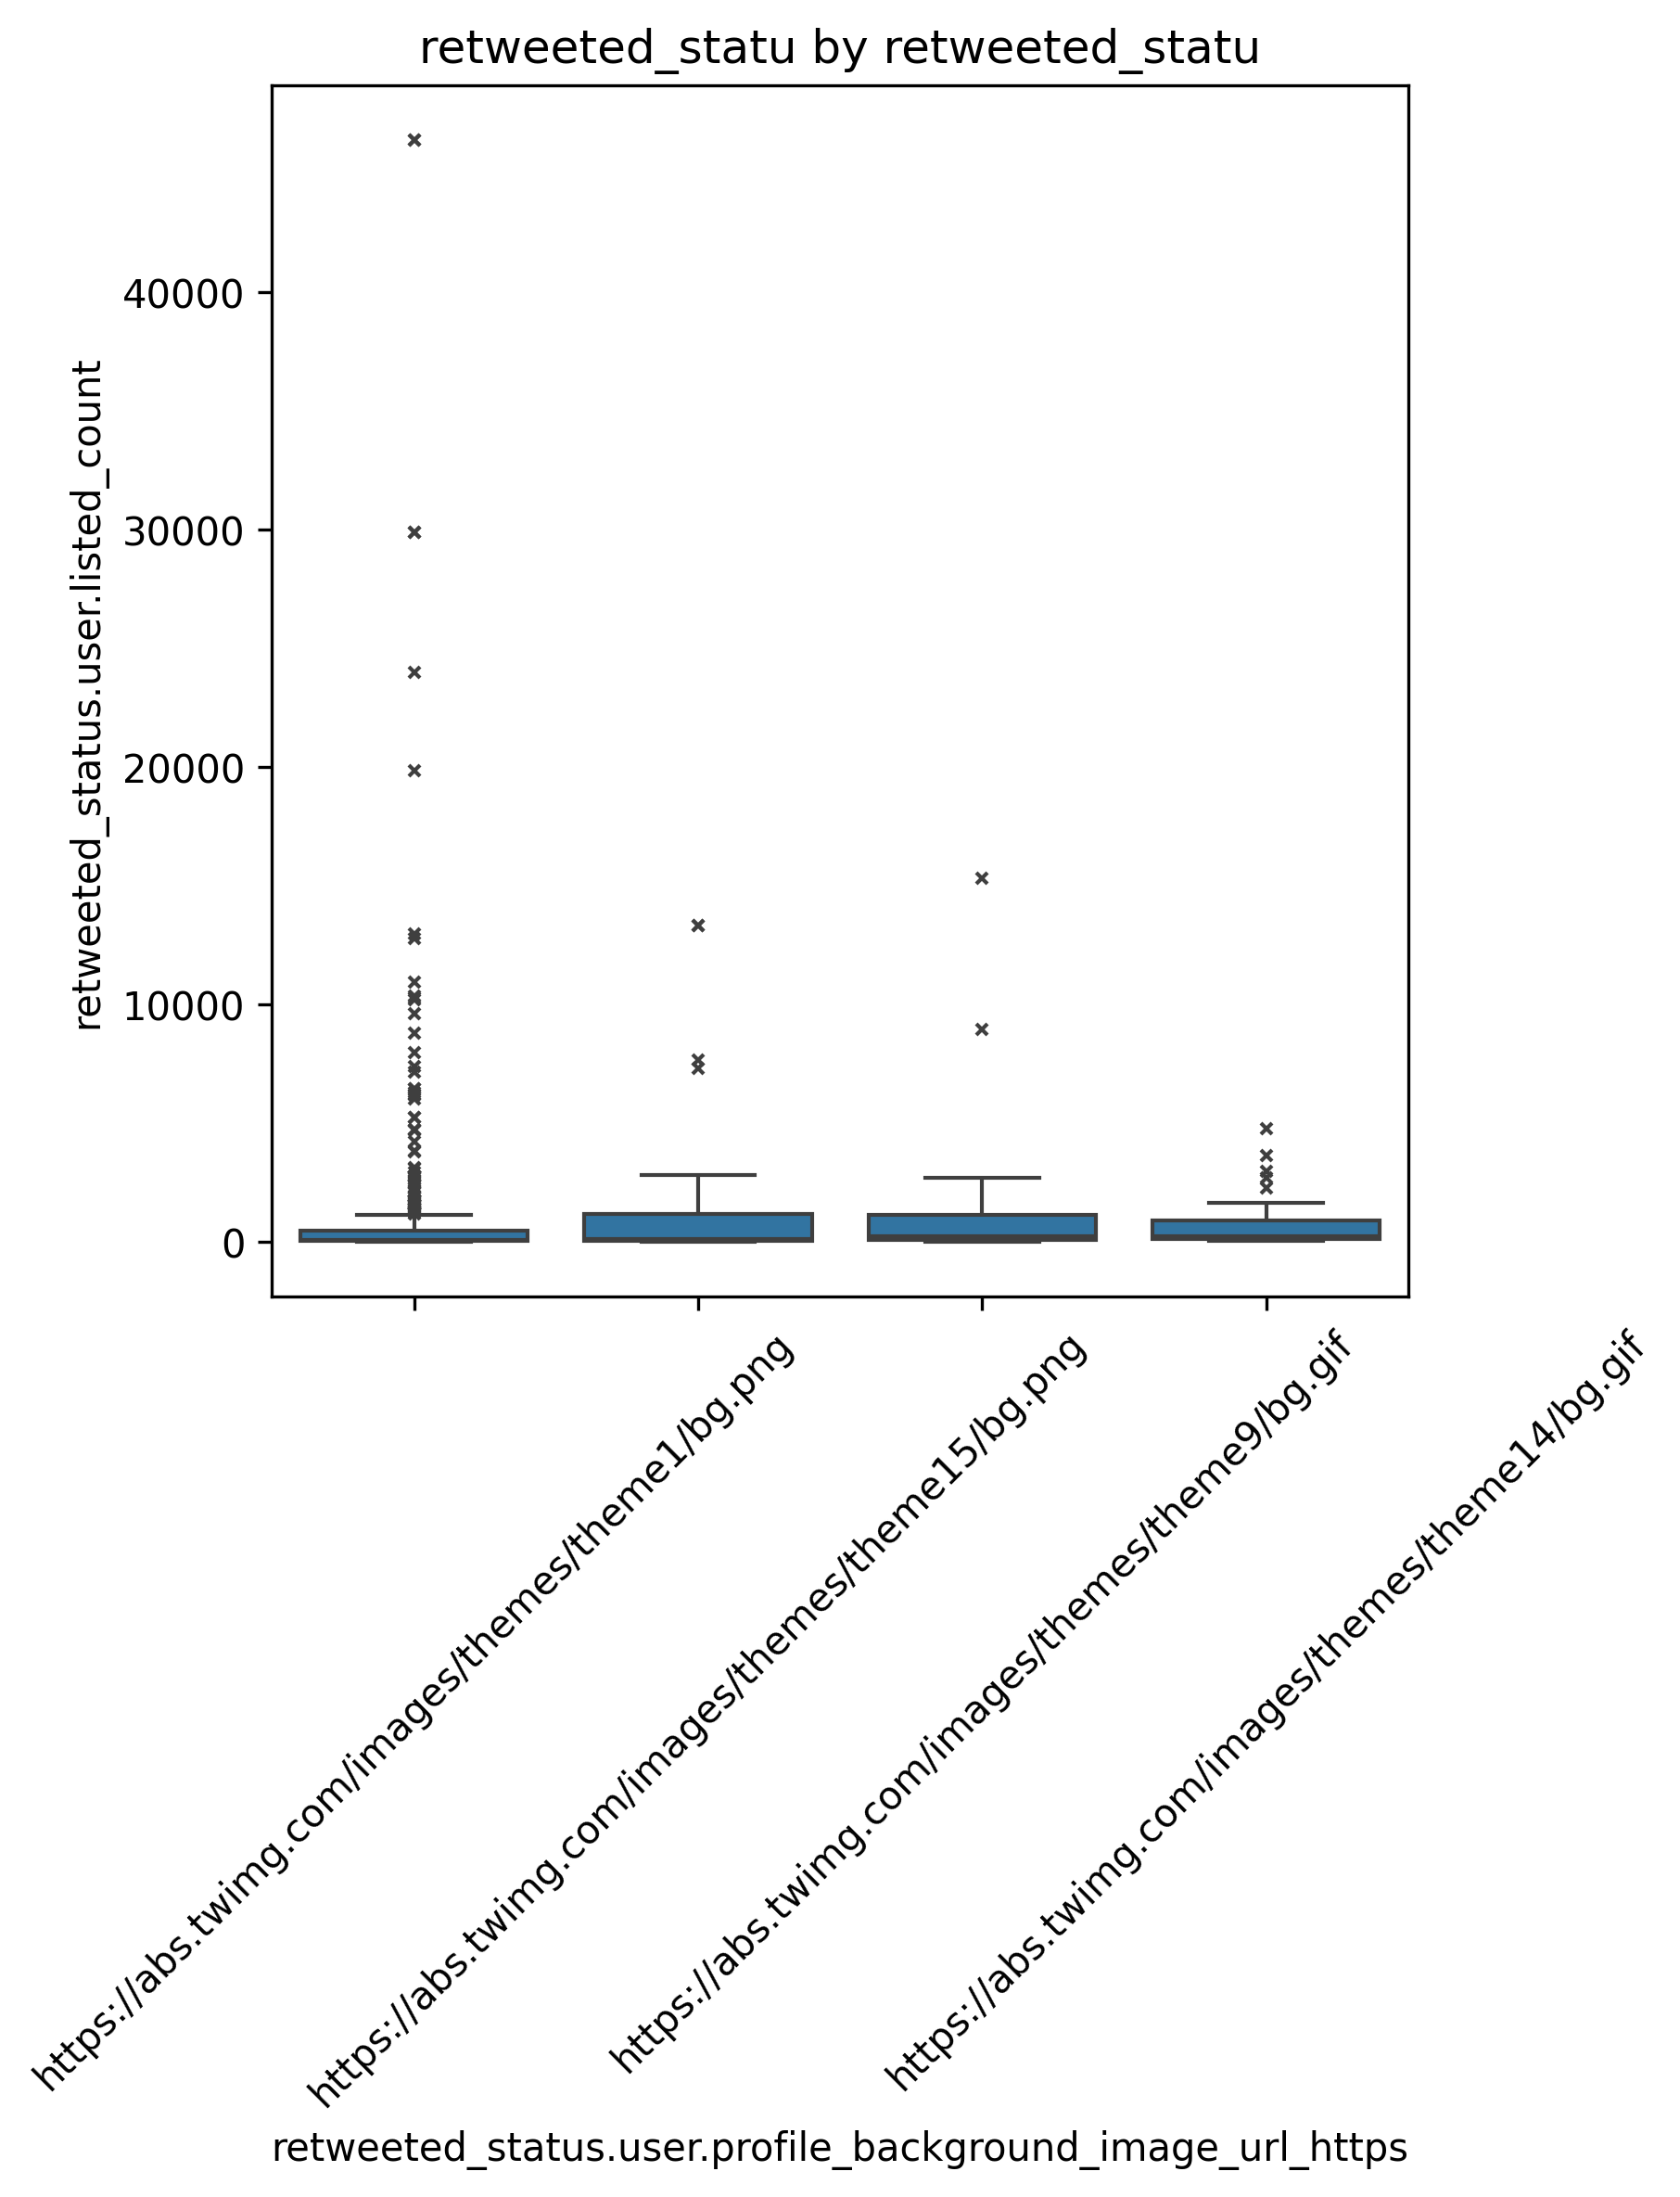 retweeted_statu by retweeted_statu
retweeted_status.user.listed_count
40000
30000
20000
10000
0
https://abs.twimg.com/images/themes/theme1/bg.png
https://abs.twimg.com/images/themes/theme15/bg.png
https://abs.twimg.com/images/themes/theme9/bg.gif
https://abs.twimg.com/images/themes/theme14/bg.gif
retweeted_status.user.profile_background_image_url_https